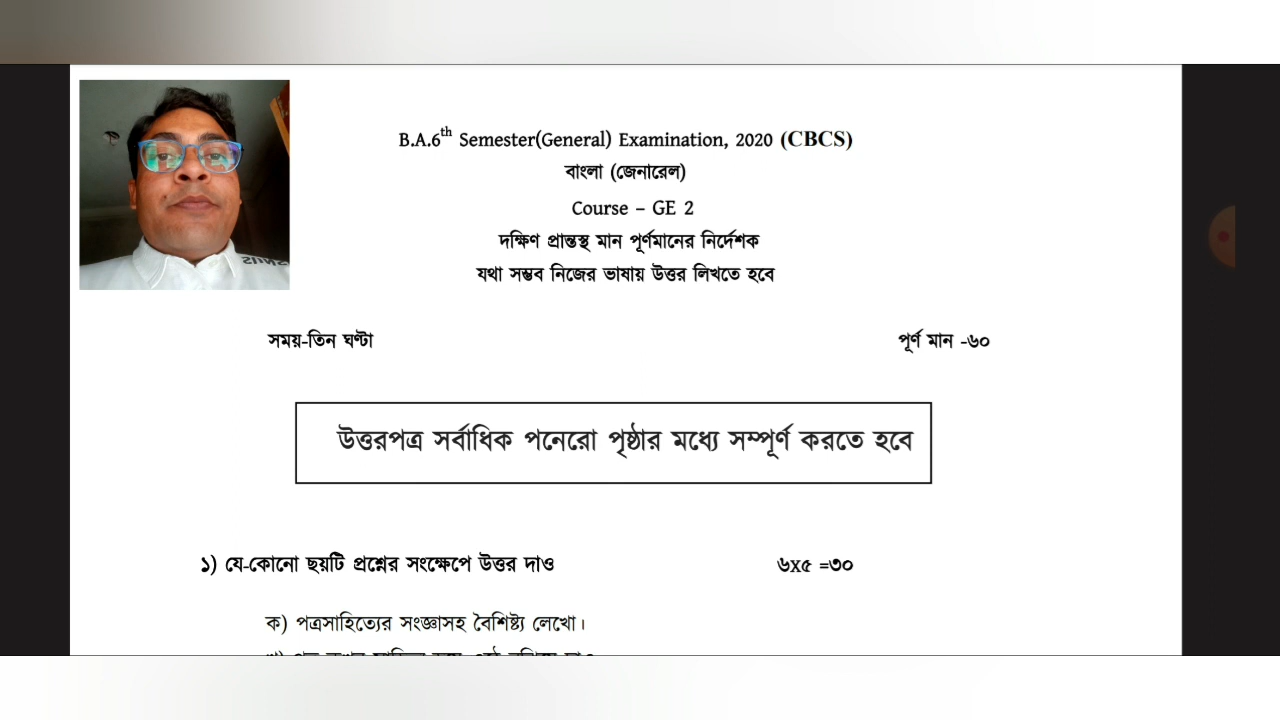 B.A.6th Semester(General) Examination, 2020 (CBCS)
বাংলা (জেনারেল)
Course – GE 2
দক্ষিণ প্রান্তস্থ মান পূর্ণমানের নির্দেশক
যথা সম্ভব নিজের ভাষায় উত্তর লিখতে হবে
সময়-তিন ঘণ্টা পূর্ণ মান -৬০
উত্তরপত্র সর্বাধিক পনেরো পৃষ্ঠার মধ্যে সম্পূর্ণ করতে হবে
১) যে-কোনো ছয়টি প্রশ্নের সংক্ষেপে উত্তর দাও ৬x৫ =৩০
ক) পত্রসাহিত্যের সংজ্ঞাসহ বৈশিষ্ট্য লেখো।